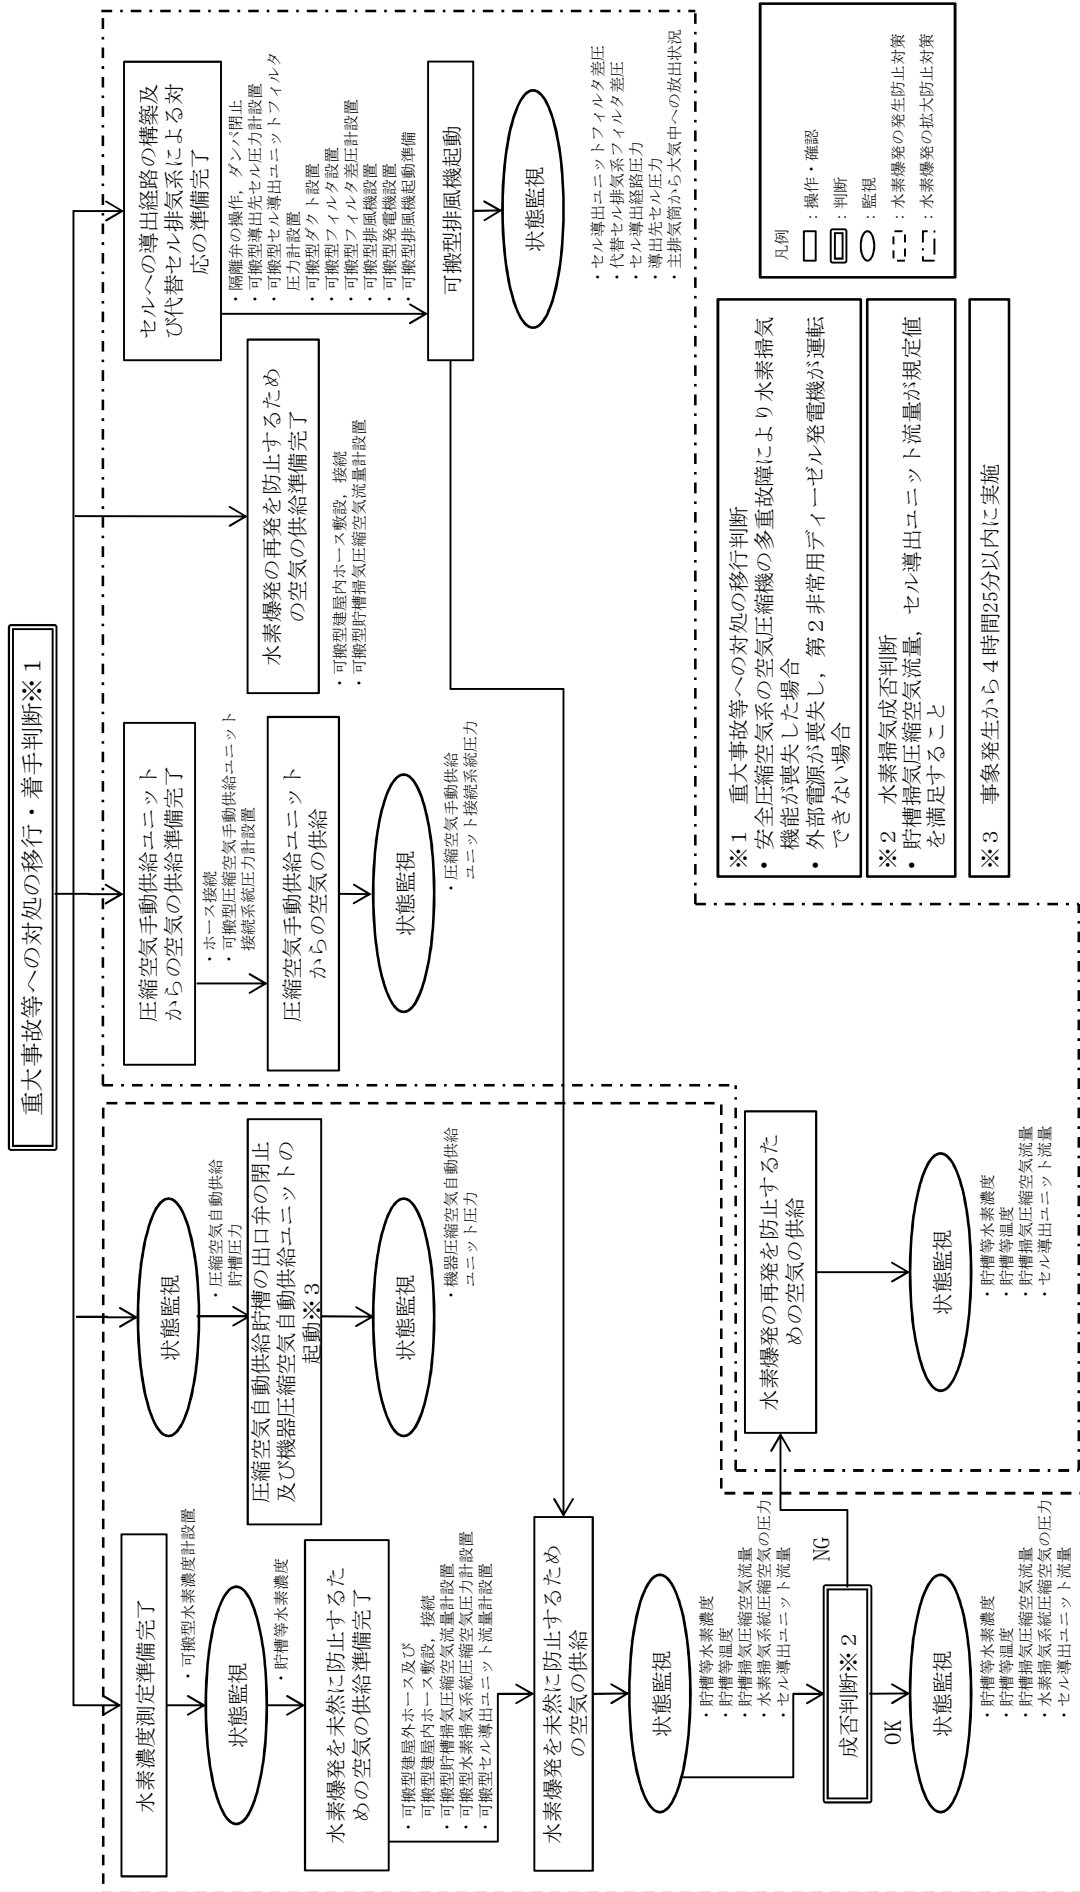 重大事故等への対処の移行・着手判断※１
水素濃度測定準備完了
・可搬型水素濃度計設置
状態監視
・貯槽等水素濃度
水素爆発を未然に防止するた
めの空気の供給準備完了
・可搬型建屋外ホース及び
可搬型建屋内ホース敷設，接続
・可搬型貯槽掃気圧縮空気流量計設置
・可搬型水素掃気系統圧縮空気圧力計設置
・可搬型セル導出ユニット流量計設置
水素爆発を未然に防止するため
の空気の供給
状態監視
・貯槽等水素濃度
・貯槽等温度
・貯槽掃気圧縮空気流量
・水素掃気系統圧縮空気の圧力
・セル導出ユニット流量
成否判断※２
NG
OK
状態監視
・貯槽等水素濃度
・貯槽等温度
・貯槽掃気圧縮空気流量
・水素掃気系統圧縮空気の圧力
・セル導出ユニット流量
状態監視
・圧縮空気自動供給
貯槽圧力
圧縮空気自動供給貯槽の出口弁の閉止
及び機器圧縮空気自動供給ユニットの
起動※３
状態監視
・機器圧縮空気自動供給
ユニット圧力
水素爆発の再発を防止するた
めの空気の供給
状態監視
・貯槽等水素濃度
・貯槽等温度
・貯槽掃気圧縮空気流量
・セル導出ユニット流量
圧縮空気手動供給ユニット
からの空気の供給準備完了
・ホース接続
・可搬型圧縮空気手動供給ユニット
接続系統圧力計設置
圧縮空気手動供給ユニット
からの空気の供給
状態監視
・圧縮空気手動供給
ユニット接続系統圧力
水素爆発の再発を防止するため
の空気の供給準備完了
・可搬型建屋内ホース敷設，接続
・可搬型貯槽掃気圧縮空気流量計設置
セルへの導出経路の構築及
び代替セル排気系による対
応の準備完了
・隔離弁の操作，ダンパ閉止
・可搬型導出先セル圧力計設置
・可搬型セル導出ユニットフィルタ
圧力計設置
・可搬型ダクト設置
・可搬型フィルタ設置
・可搬型フィルタ差圧計設置
・可搬型排風機設置
・可搬型発電機設置
・可搬型排風機起動準備
可搬型排風機起動
状態監視
・セル導出ユニットフィルタ差圧
・代替セル排気系フィルタ差圧
・セル導出経路圧力
・導出先セル圧力
・主排気筒から大気中への放出状況
※１　重大事故等への対処の移行判断
・安全圧縮空気系の空気圧縮機の多重故障により水素掃気
機能が喪失した場合
・外部電源が喪失し，第２非常用ディーゼル発電機が運転
できない場合
※２　水素掃気成否判断
・貯槽掃気圧縮空気流量，セル導出ユニット流量が規定値
を満足すること
※３　事象発生から４時間25分以内に実施
凡例
：操作・確認
：判断
：監視
：水素爆発の発生防止対策
：水素爆発の拡大防止対策